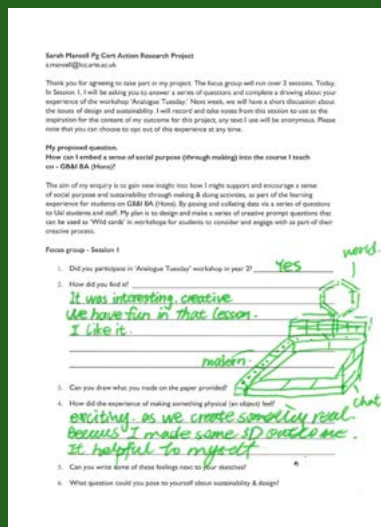 Sarah Mansell Pg Cert Action Research Project
s.mansell@lcc.arts.ac.uk
Thank you for agreeing to take part in my project. The focus group will run over 2 sessions. Today,
In Session 1, I will be asking you to answer a series of questions and complete a drawing about your
experience of the workshop 'Analogue Tuesday.' Next week, we will have a short discussion about
the issues of design and sustainability. I will record and take notes from this session to use as the
inspiration for the content of my outcome for this project, any text I use will be anonymous. Please
note that you can choose to opt out of this experience at any time.
My proposed question.
How can I embed a sense of social purpose (through making) into the course I teach
on - GB&I BA (Hons)?
The aim of my enquiry is to gain new insight into how I might support and encourage a sense
of social purpose and sustainability through making & doing activities, as part of the learning
experience for students on GB&I BA (Hons). By posing and collating data via a series of questions
to UaI students and staff. My plan is to design and make a series of creative prompt questions that
can be used as 'Wild cards' in workshops for students to consider and engage with as part of their
creative process.
Focus group - Session 1
1. Did you participate in 'Analogue Tuesday' workshop in year 2? Yes
2. How did you find it?
It was interesting. creative
We have fun in that lesson.
I like it.
3. Can you draw what you made on the paper provided?
4. How did the experience of making something physical (an object) feel?
exciting. as we create real
I made some 3D outcome.
It helpful to myself
5. Can you write some of these feelings next to your sketches?
6. What question could you pose to yourself about sustainability & design?